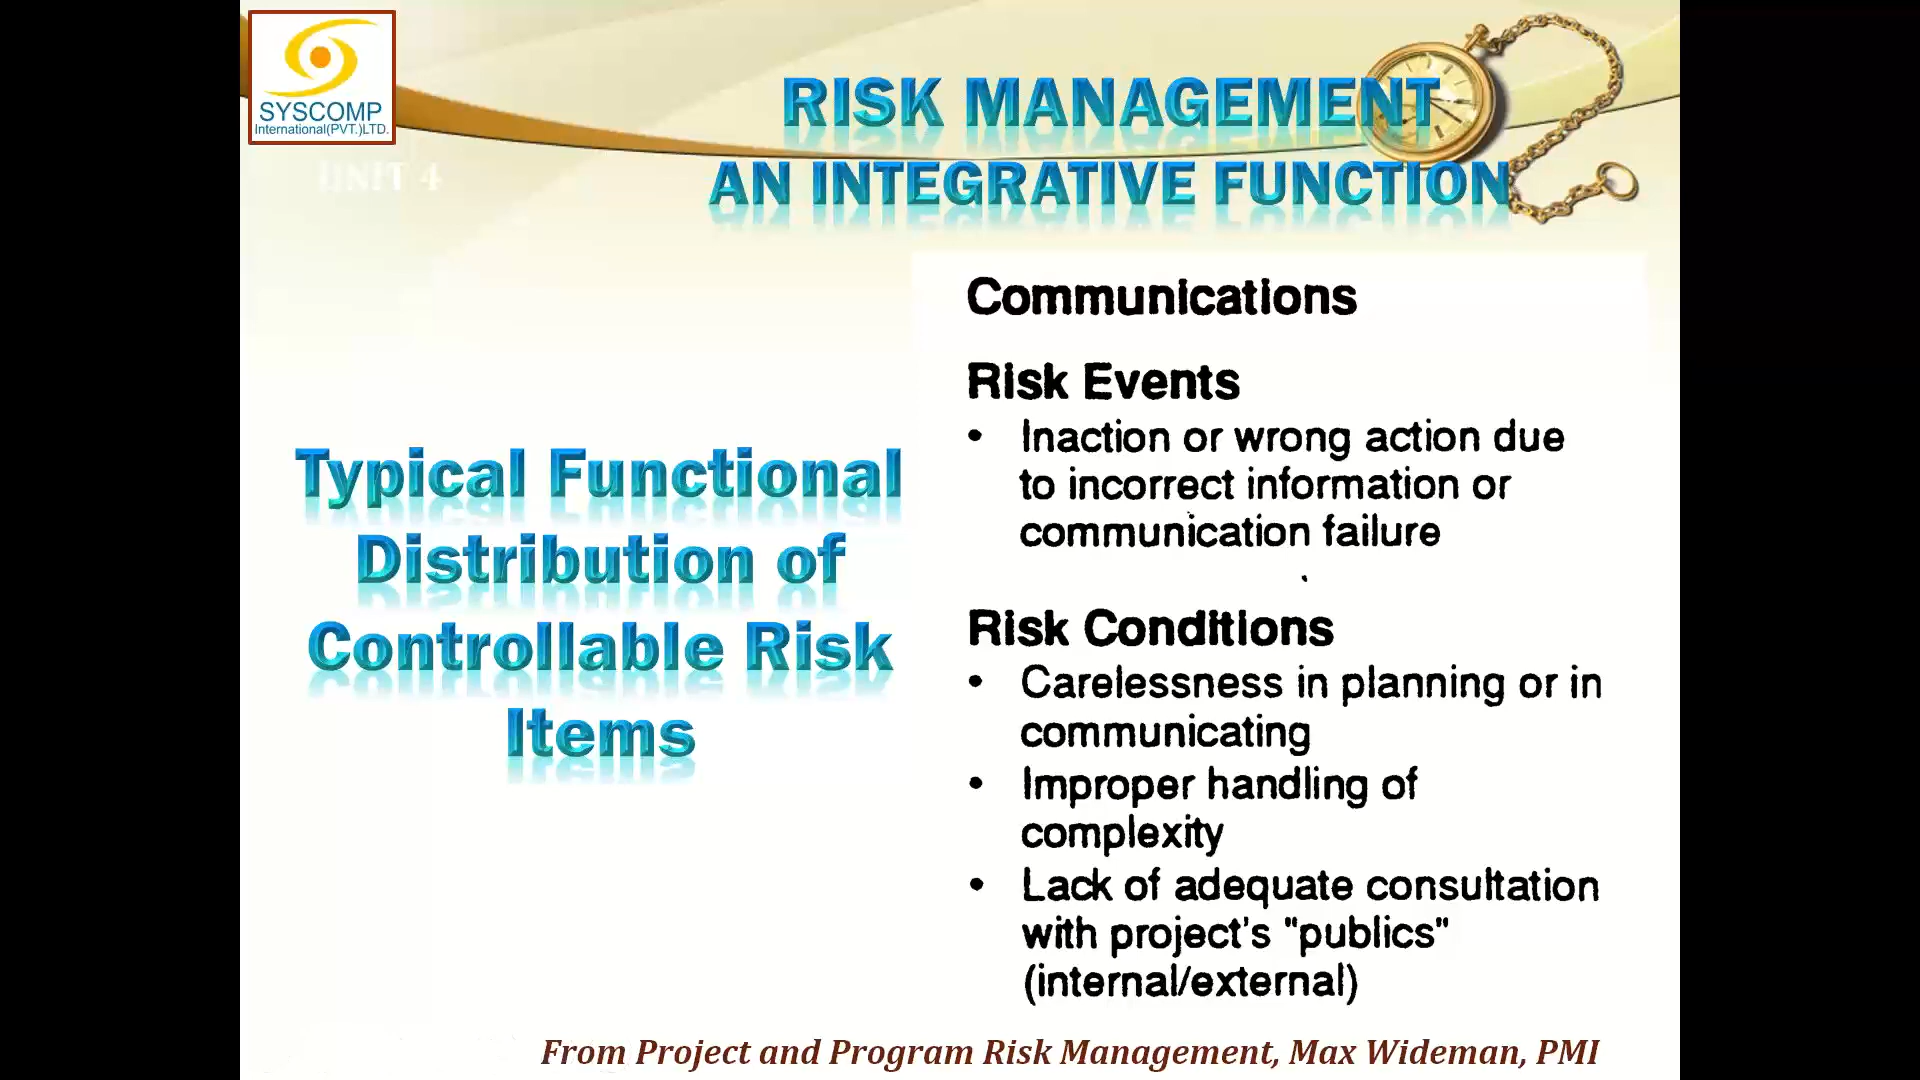 SYSCOMP
International(PVT.)LTD.
UNIT 4
RISK MANAGEMENT
AN INTEGRATIVE FUNCTION
Typical Functional
Distribution of
Controllable Risk
Items
Communications
Risk Events
• Inaction or wrong action due
to incorrect information or
communication failure
Risk Conditions
• Carelessness in planning or in
communicating
• Improper handling of
complexity
• Lack of adequate consultation
with project's "publics"
(internal/external)
From Project and Program Risk Management, Max Wideman, PMI